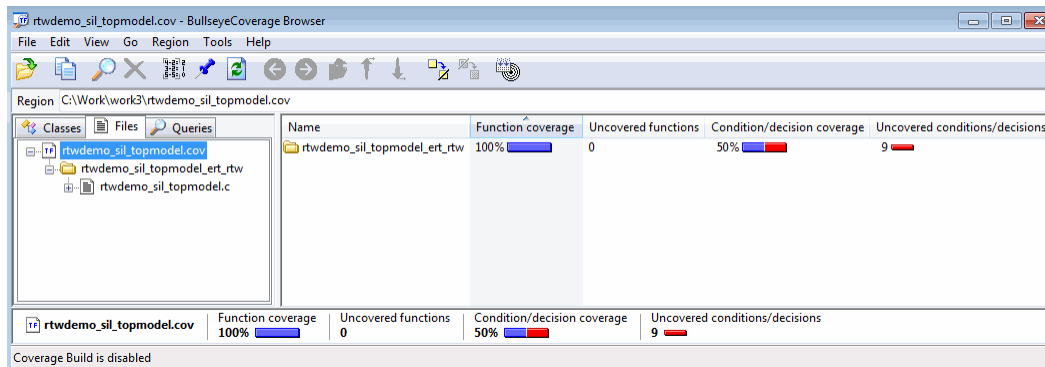 rtwdemo_sil_topmodel.cov - BullseyeCoverage Browser
File Edit View Go Region Tools Help
Region C:\Work\work3\rtwdemo_sil_topmodel.cov
Classes Files Queries
Name Function coverage Uncovered functions Condition/decision coverage Uncovered conditions/decisions
rtwdemo_sil_topmodel.cov
rtwdemo_sil_topmodel_ert_rtw 100% 0 50% 9
rtwdemo_sil_topmodel_ert_rtw
rtwdemo_sil_topmodel.c
rtwdemo_sil_topmodel.cov
Function coverage Uncovered functions Condition/decision coverage Uncovered conditions/decisions
100% 0 50% 9
Coverage Build is disabled